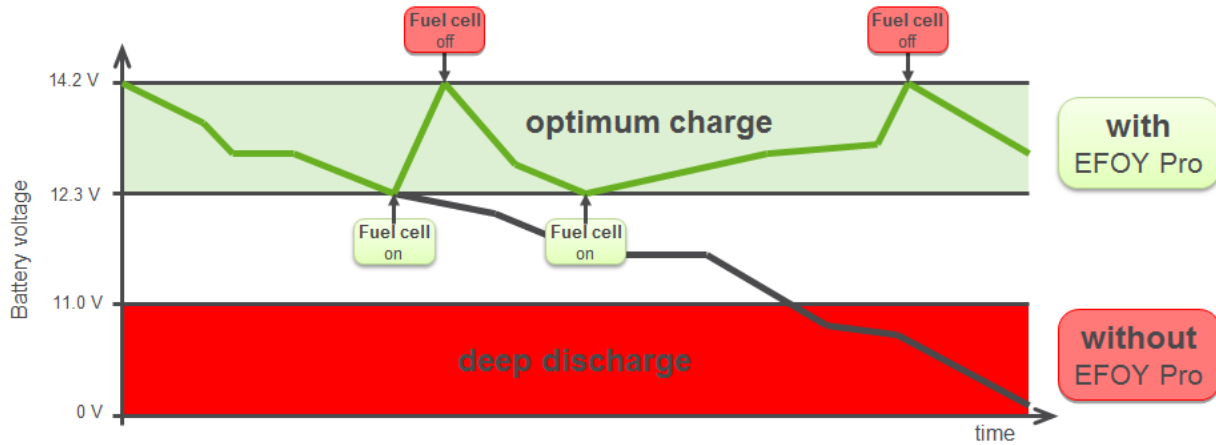 Fuel cell
off
Fuel cell
off
14.2 V
optimum charge
with
EFOY Pro
12.3 V
Fuel cell
on
Fuel cell
on
Battery voltage
11.0 V
deep discharge
without
EFOY Pro
0 V
time